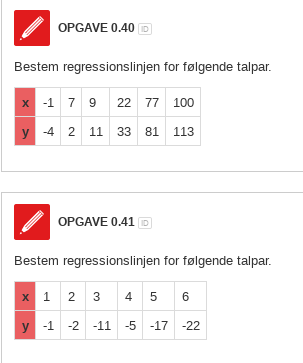 OPGAVE 0.40 ID
Bestem regressionslinjen for følgende talpar.
x -1 7 9 22 77 100
y -4 2 11 33 81 113
OPGAVE 0.41 ID
Bestem regressionslinjen for følgende talpar.
x 1 2 3 4 5 6
y -1 -2 -11 -5 -17 -22